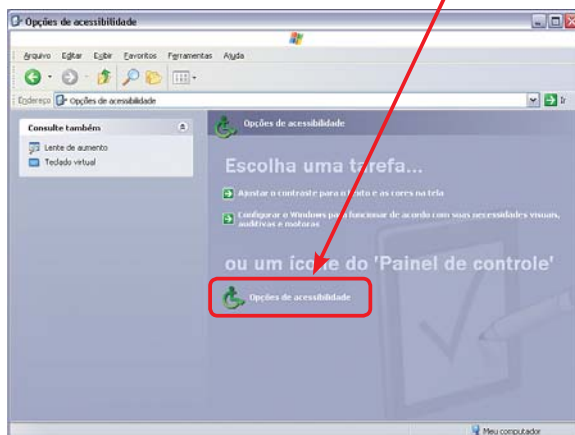 Opções de acessibilidade
Arquivo Editar Exibir Favoritos Ferramentas Ajuda
Endereço Opções de acessibilidade Ir
Consulte também
Lente de aumento
Teclado virtual
Opções de acessibilidade
Escolha uma tarefa...
Ajustar o contraste para o texto e as cores na tela
Configurar o Windows para funcionar de acordo com suas necessidades visuais,
auditivas e motoras
ou um ícone do 'Painel de controle'
Opções de acessibilidade
Meu computador